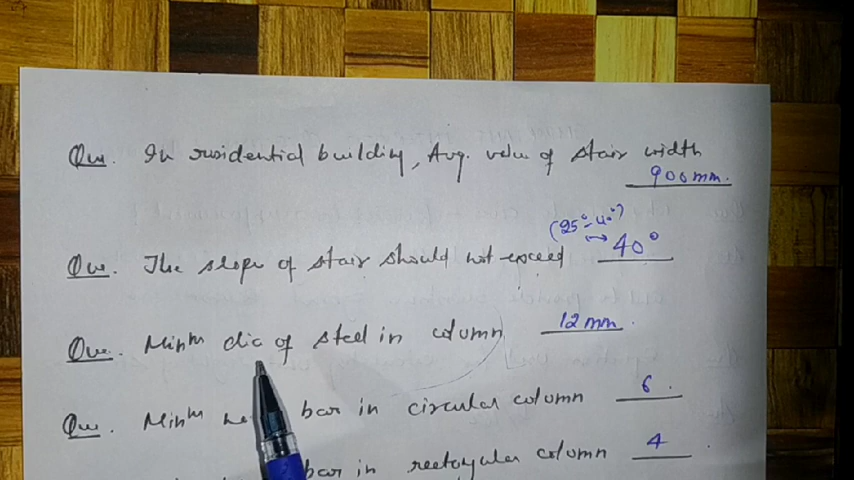 Que. In residential building, Avg. value of stair width 900mm.
(25°-40°)
Que. The slope of stair should not exceed → 40°
Que. Minm dia of steel in column 12mm.
Que. Minm bar in circular column 6.
bar in rectangular column 4.